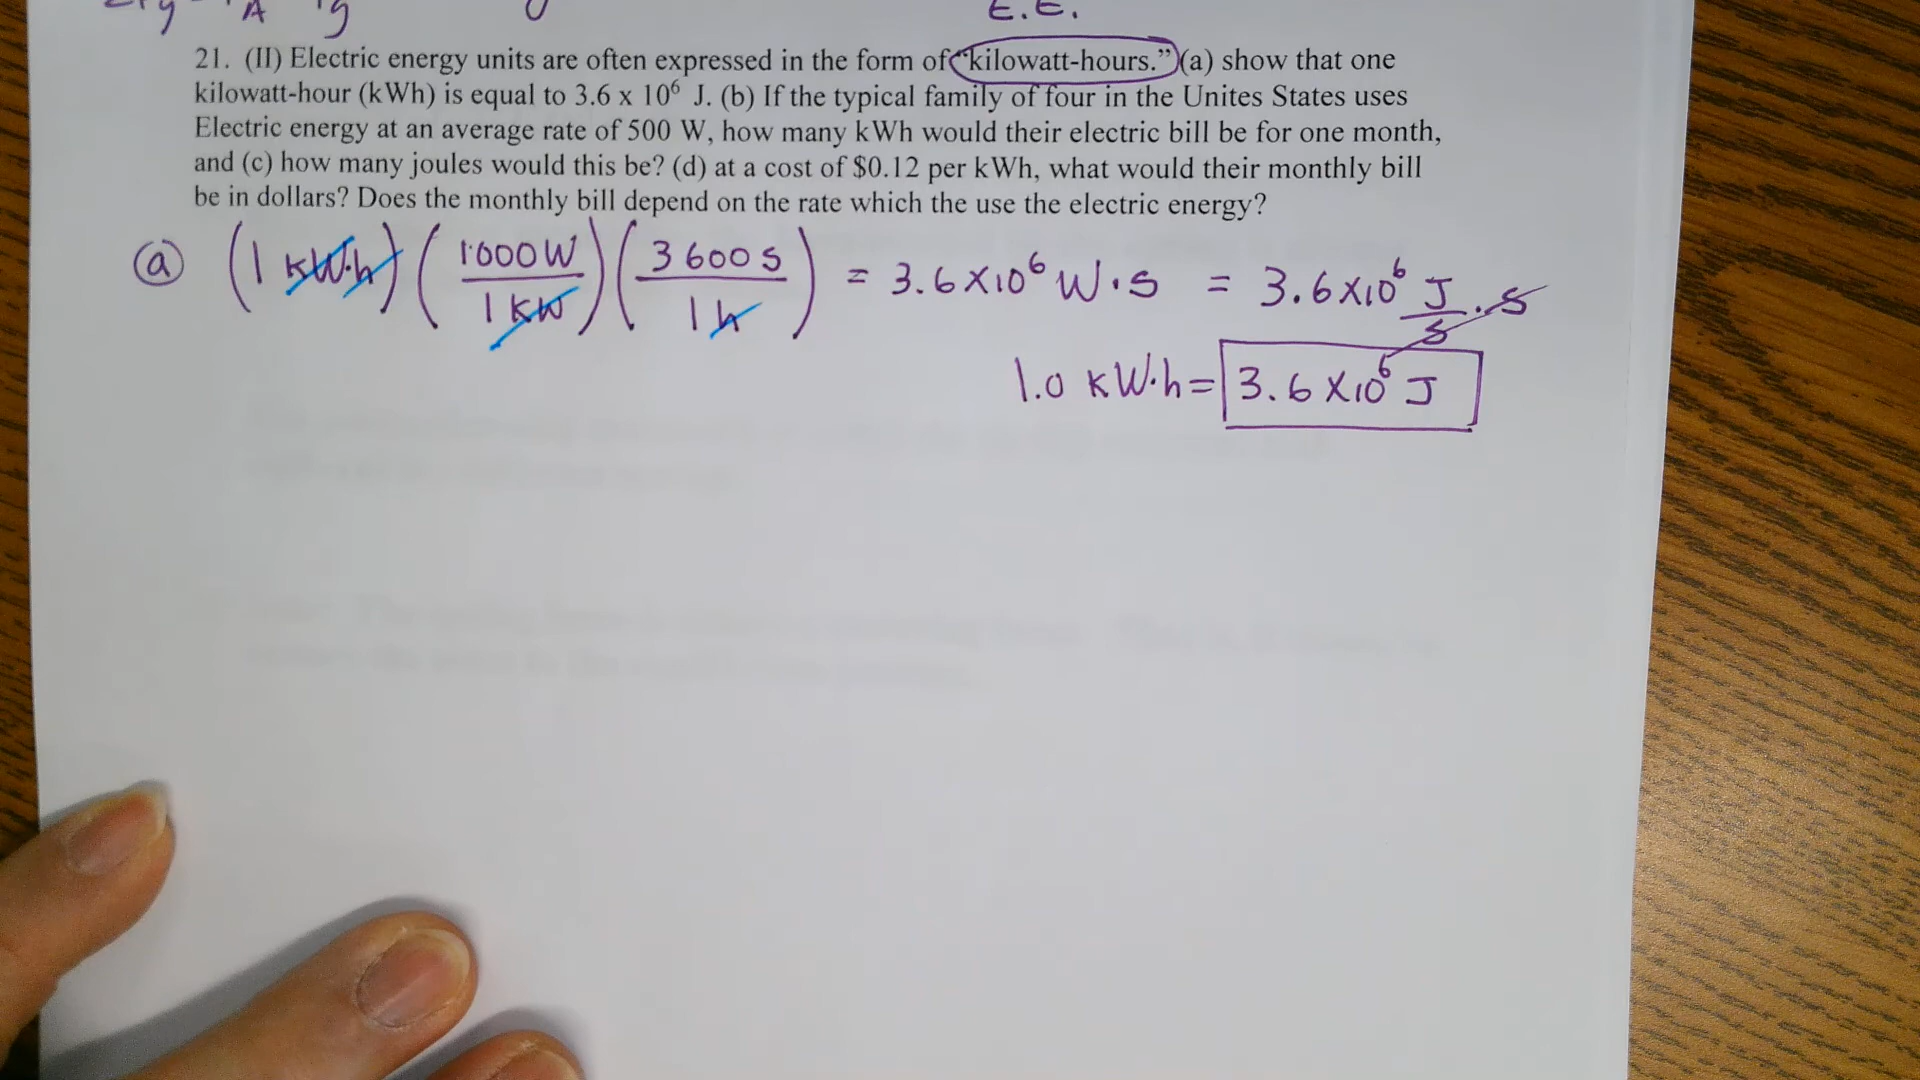 E.E.
21. (II) Electric energy units are often expressed in the form of “kilowatt-hours.” (a) show that one
kilowatt-hour (kWh) is equal to 3.6 x 10⁶ J. (b) If the typical family of four in the Unites States uses
Electric energy at an average rate of 500 W, how many kWh would their electric bill be for one month,
and (c) how many joules would this be? (d) at a cost of $0.12 per kWh, what would their monthly bill
be in dollars? Does the monthly bill depend on the rate which the use the electric energy?
(a) (1 kW·h) (1000 W / 1 kW) (3600 s / 1 h) = 3.6 X10⁶ W·s = 3.6 X10⁶ J/s · s
1.0 kW·h = 3.6 X10⁶ J